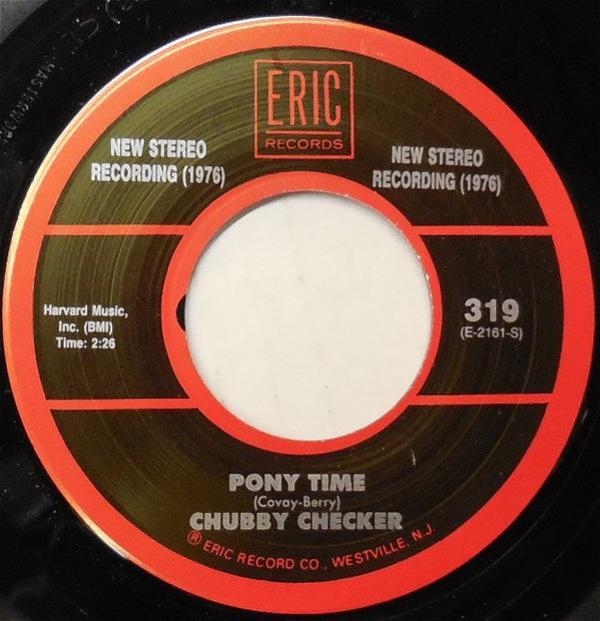 ERIC
RECORDS
NEW STEREO
RECORDING (1976)
NEW STEREO
RECORDING (1976)
Harvard Music,
Inc. (BMI)
Time: 2:26
319
(E-2161-S)
PONY TIME
(Covay-Berry)
CHUBBY CHECKER
® ERIC RECORD CO., WESTVILLE, N.J.